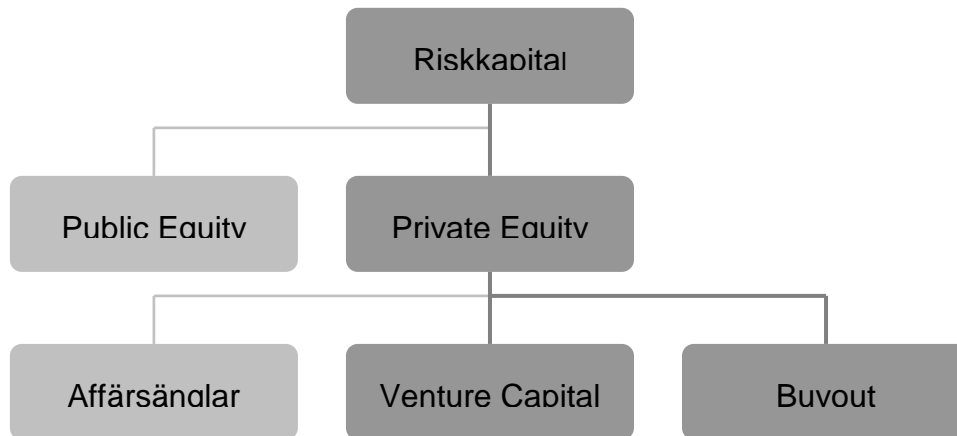 Riskkapital
Public Equity
Private Equity
Affärsänglar
Venture Capital
Buyout